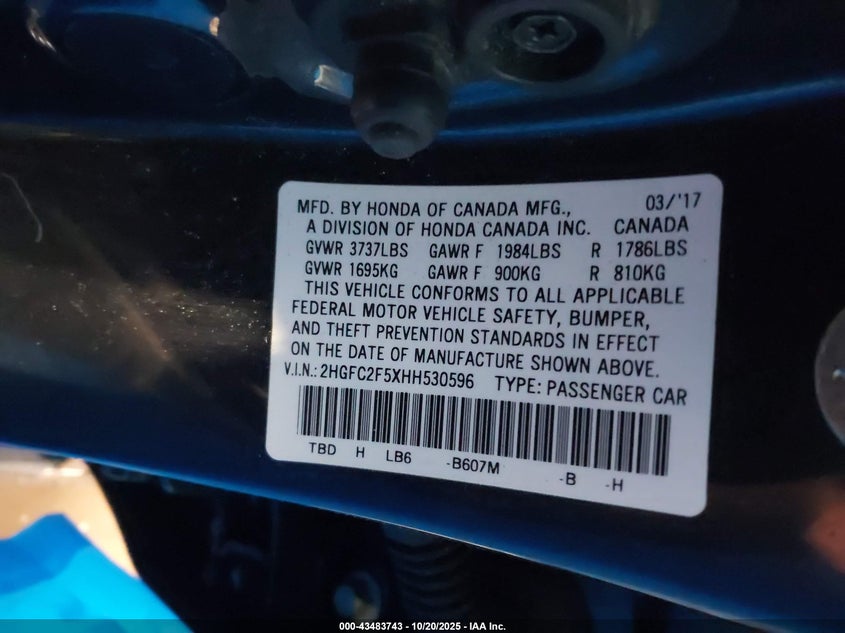 MFD. BY HONDA OF CANADA MFG., 03/'17
A DIVISION OF HONDA CANADA INC. CANADA
GVWR 3737LBS GAWR F 1984LBS R 1786LBS
GVWR 1695KG GAWR F 900KG R 810KG
THIS VEHICLE CONFORMS TO ALL APPLICABLE
FEDERAL MOTOR VEHICLE SAFETY, BUMPER,
AND THEFT PREVENTION STANDARDS IN EFFECT
ON THE DATE OF MANUFACTURE SHOWN ABOVE.
V.I.N.: 2HGFC2F5XHH530596 TYPE: PASSENGER CAR
TBD H LB6 -B607M -B -H
000-43483743 - 10/20/2025 - IAA Inc.